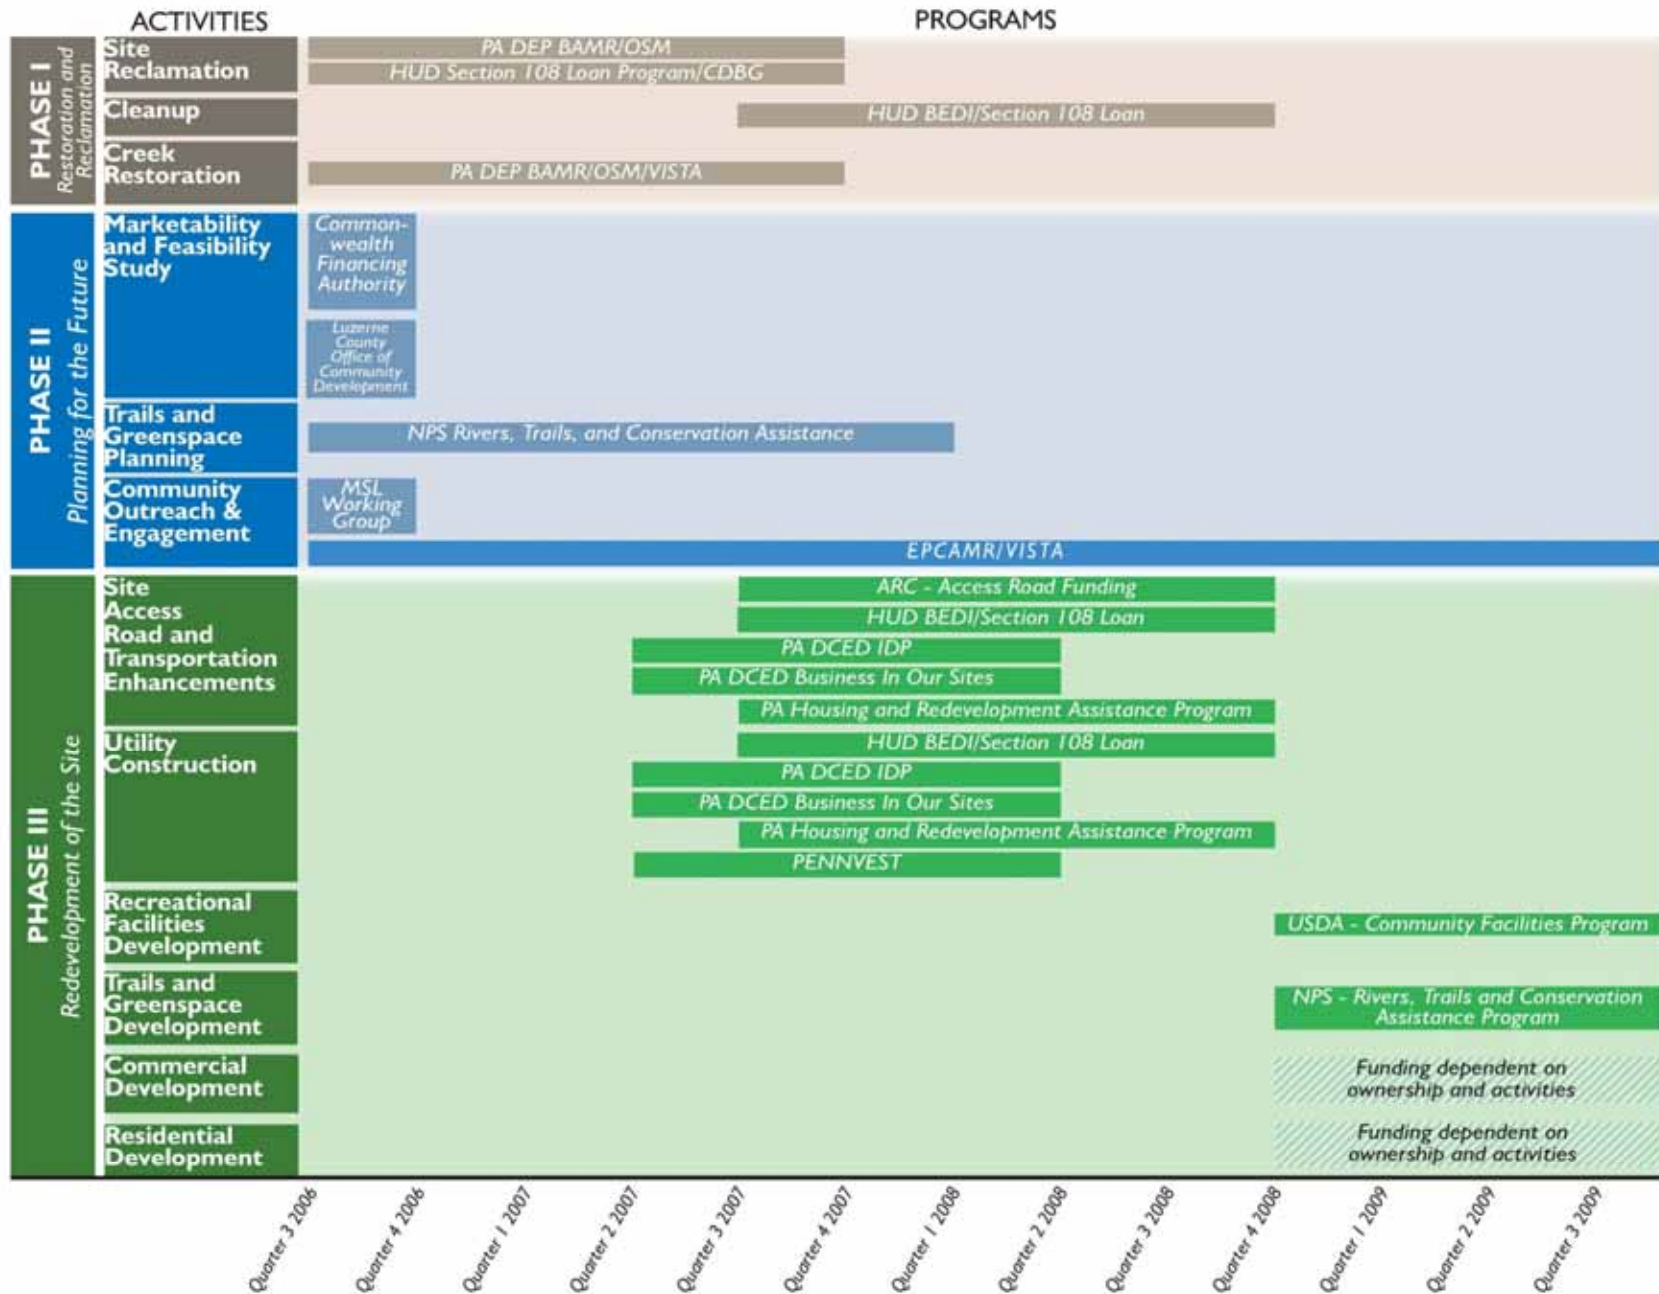 ACTIVITIES
PROGRAMS
PHASE I
Restoration and
Reclamation
Site
Reclamation
PA DEP BAMR/OSM
HUD Section 108 Loan Program/CDBG
Cleanup
HUD BEDI/Section 108 Loan
Creek
Restoration
PA DEP BAMR/OSM/VISTA
PHASE II
Planning for the Future
Marketability
and Feasibility
Study
Common-
wealth
Financing
Authority
Luzerne
County
Office of
Community
Development
Trails and
Greenspace
Planning
NPS Rivers, Trails, and Conservation Assistance
Community
Outreach &
Engagement
MSL
Working
Group
EPCAMR/VISTA
PHASE III
Redevelopment of the Site
Site
Access
Road and
Transportation
Enhancements
ARC - Access Road Funding
HUD BEDI/Section 108 Loan
PA DCED IDP
PA DCED Business In Our Sites
PA Housing and Redevelopment Assistance Program
Utility
Construction
HUD BEDI/Section 108 Loan
PA DCED IDP
PA DCED Business In Our Sites
PA Housing and Redevelopment Assistance Program
PENNVEST
Recreational
Facilities
Development
USDA - Community Facilities Program
Trails and
Greenspace
Development
NPS - Rivers, Trails and Conservation
Assistance Program
Commercial
Development
Funding dependent on
ownership and activities
Residential
Development
Funding dependent on
ownership and activities
Quarter 3 2006
Quarter 4 2006
Quarter 1 2007
Quarter 2 2007
Quarter 3 2007
Quarter 4 2007
Quarter 1 2008
Quarter 2 2008
Quarter 3 2008
Quarter 4 2008
Quarter 1 2009
Quarter 2 2009
Quarter 3 2009